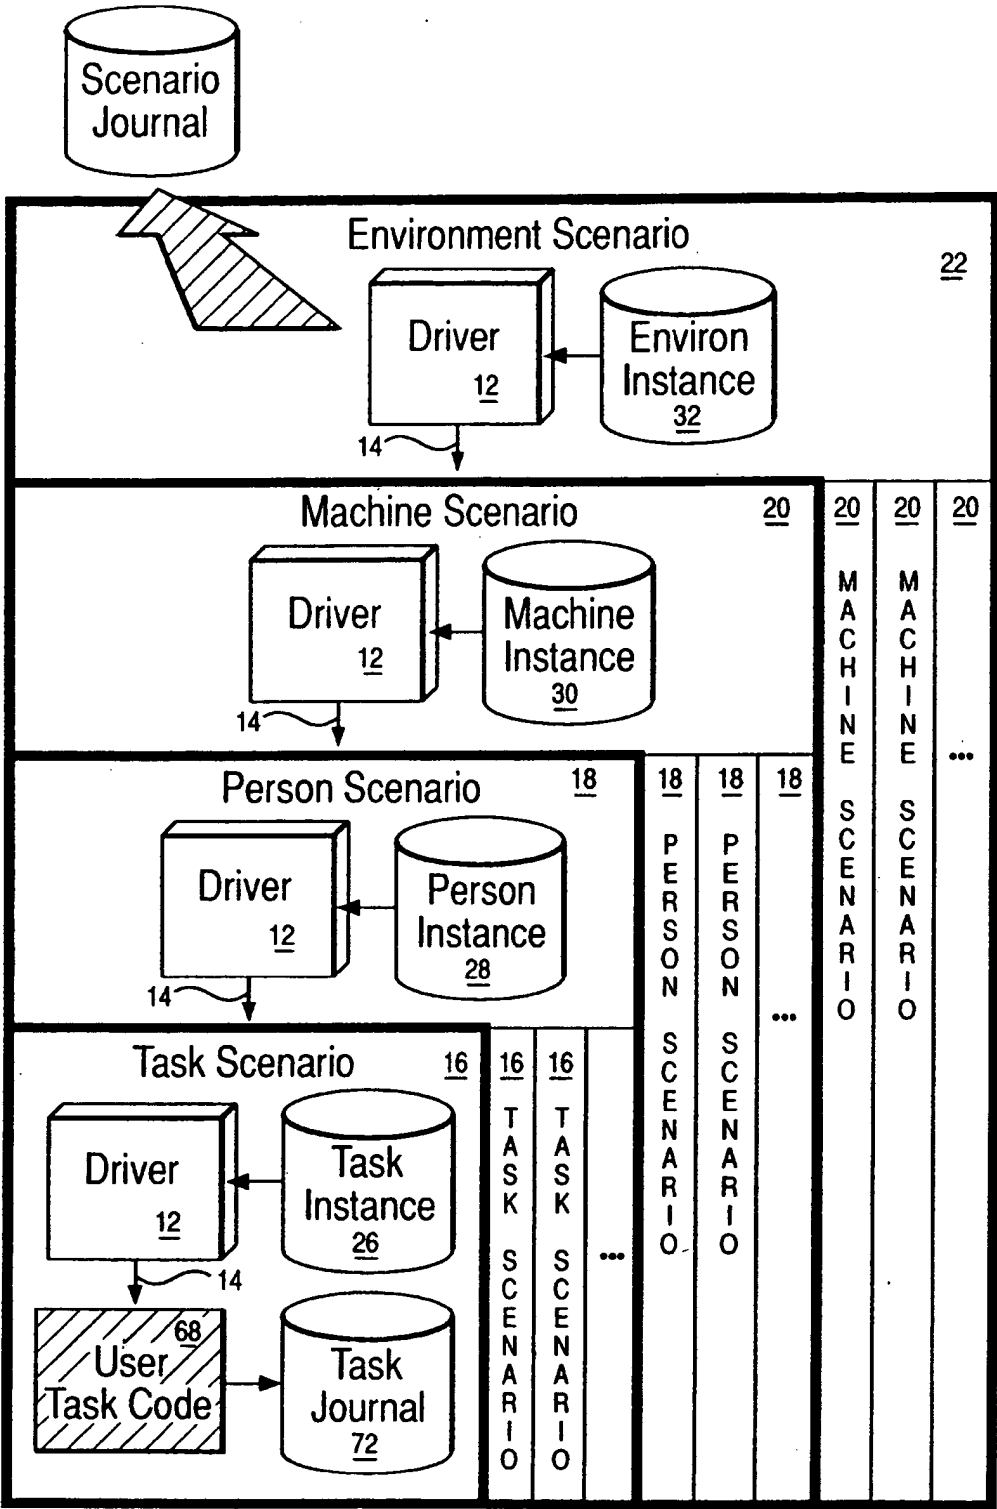 Scenario
Journal
Environment Scenario
22
Driver
12
Environ
Instance
32
14
Machine Scenario
20
20
20
20
Driver
12
Machine
Instance
30
14
MACHINE SCENARIO
MACHINE SCENARIO
...
Person Scenario
18
18
18
18
Driver
12
Person
Instance
28
14
PERSON SCENARIO
PERSON SCENARIO
...
Task Scenario
16
16
16
Driver
12
Task
Instance
26
14
TASK SCENARIO
TASK SCENARIO
...
68
User
Task Code
Task
Journal
72